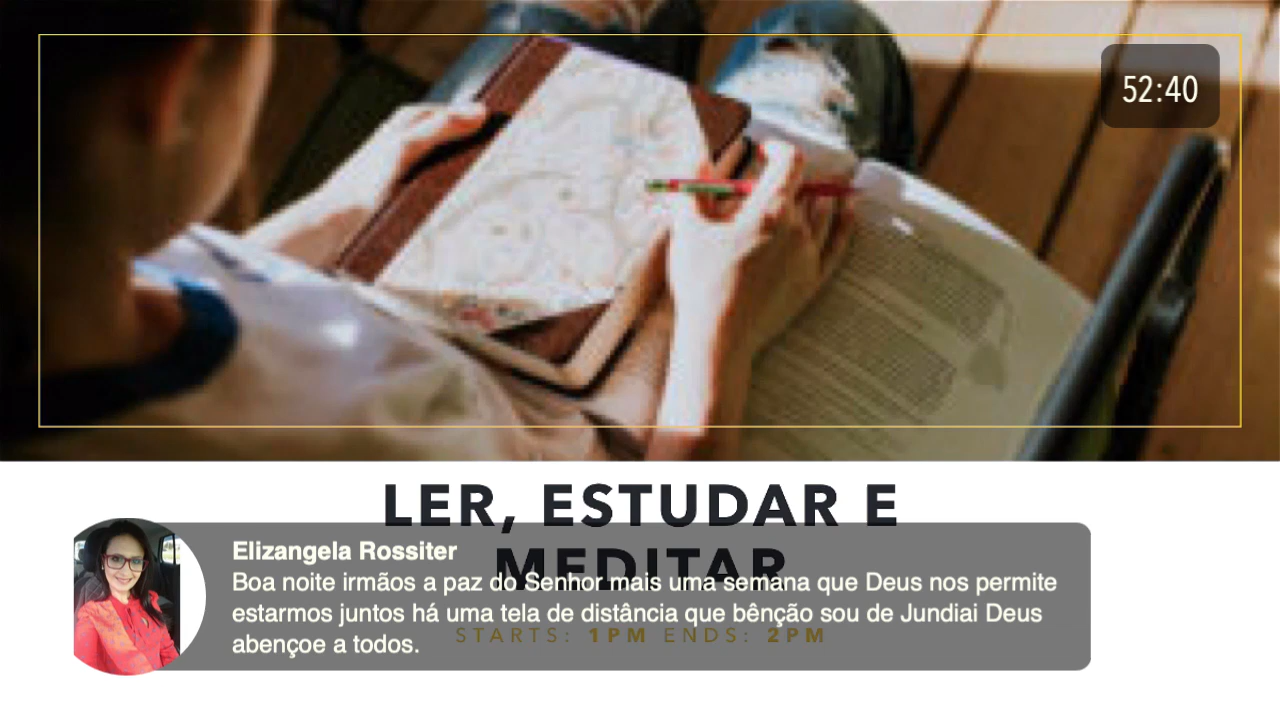 52:40
LER, ESTUDAR E
MEDITAR
Elizangela Rossiter
Boa noite irmãos a paz do Senhor mais uma semana que Deus nos permite
estarmos juntos há uma tela de distância que bênção sou de Jundiai Deus
abençoe a todos.
STARTS: 1PM ENDS: 2PM